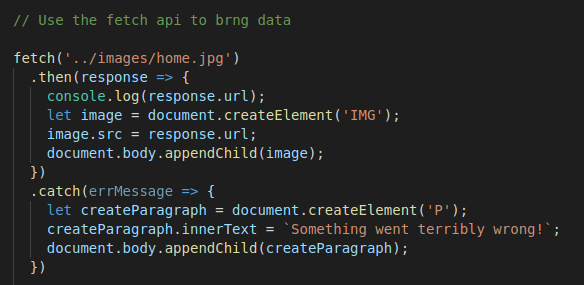 // Use the fetch api to brng data
fetch('../images/home.jpg')
.then(response => {
console.log(response.url);
let image = document.createElement('IMG');
image.src = response.url;
document.body.appendChild(image);
})
.catch(errMessage => {
let createParagraph = document.createElement('P');
createParagraph.innerText = `Something went terribly wrong!`;
document.body.appendChild(createParagraph);
})